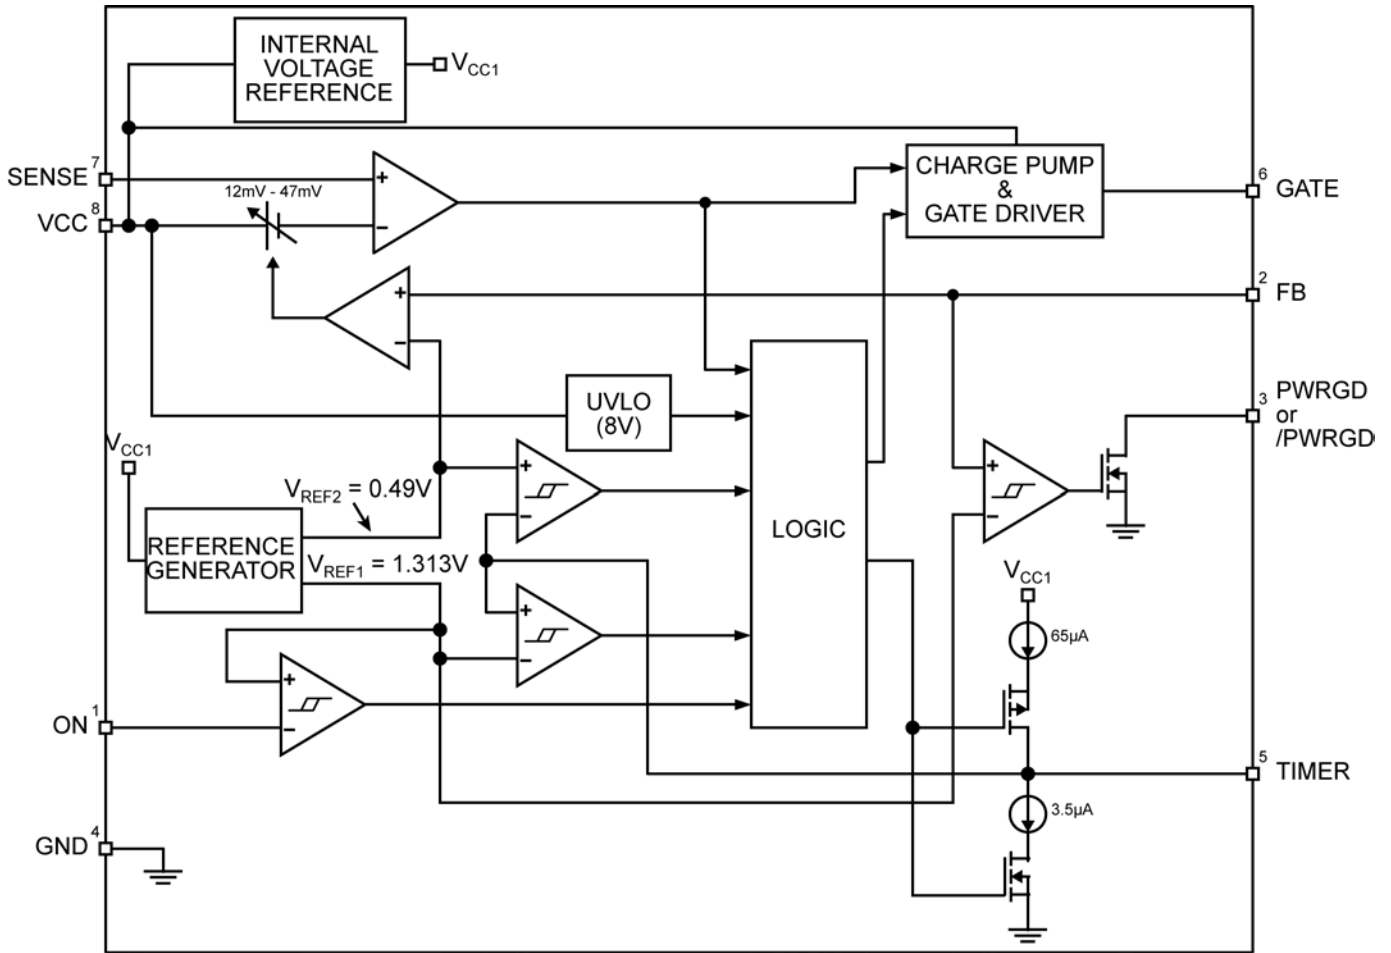 INTERNAL
VOLTAGE
REFERENCE
VCC1
SENSE 7
12mV - 47mV
VCC 8
CHARGE PUMP
&
GATE DRIVER
6 GATE
+
−
2 FB
+
−
UVLO
(8V)
3 PWRGD
or
/PWRGD
VCC1
+
−
VREF2 = 0.49V
LOGIC
+
−
REFERENCE
GENERATOR
VREF1 = 1.313V
VCC1
65µA
+
−
+
−
ON 1
5 TIMER
3.5µA
GND 4